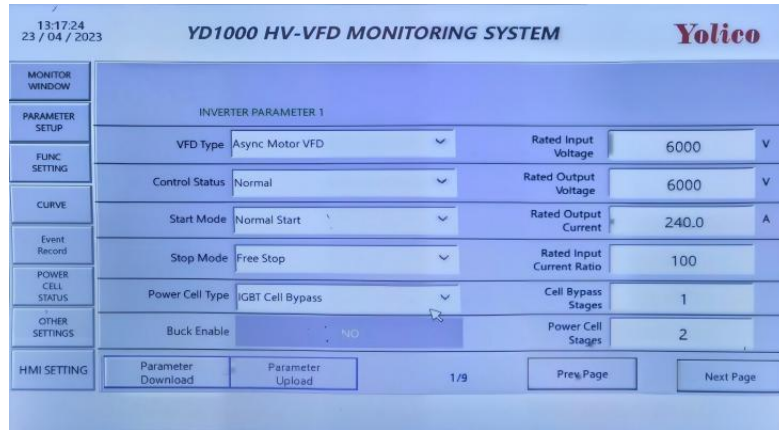 13:17:24
23 / 04 / 2023
YD1000 HV-VFD MONITORING SYSTEM
Yolico
MONITOR
WINDOW
PARAMETER
SETUP
FUNC
SETTING
CURVE
Event
Record
POWER
CELL
STATUS
OTHER
SETTINGS
HMI SETTING
INVERTER PARAMETER 1
VFD Type Async Motor VFD
Rated Input
Voltage
6000 V
Control Status Normal
Rated Output
Voltage
6000 V
Start Mode Normal Start
Rated Output
Current
240.0 A
Stop Mode Free Stop
Rated Input
Current Ratio
100
Power Cell Type IGBT Cell Bypass
Cell Bypass
Stages
1
Buck Enable NO
Power Cell
Stages
2
Parameter
Download
Parameter
Upload
1/9
Prev Page
Next Page